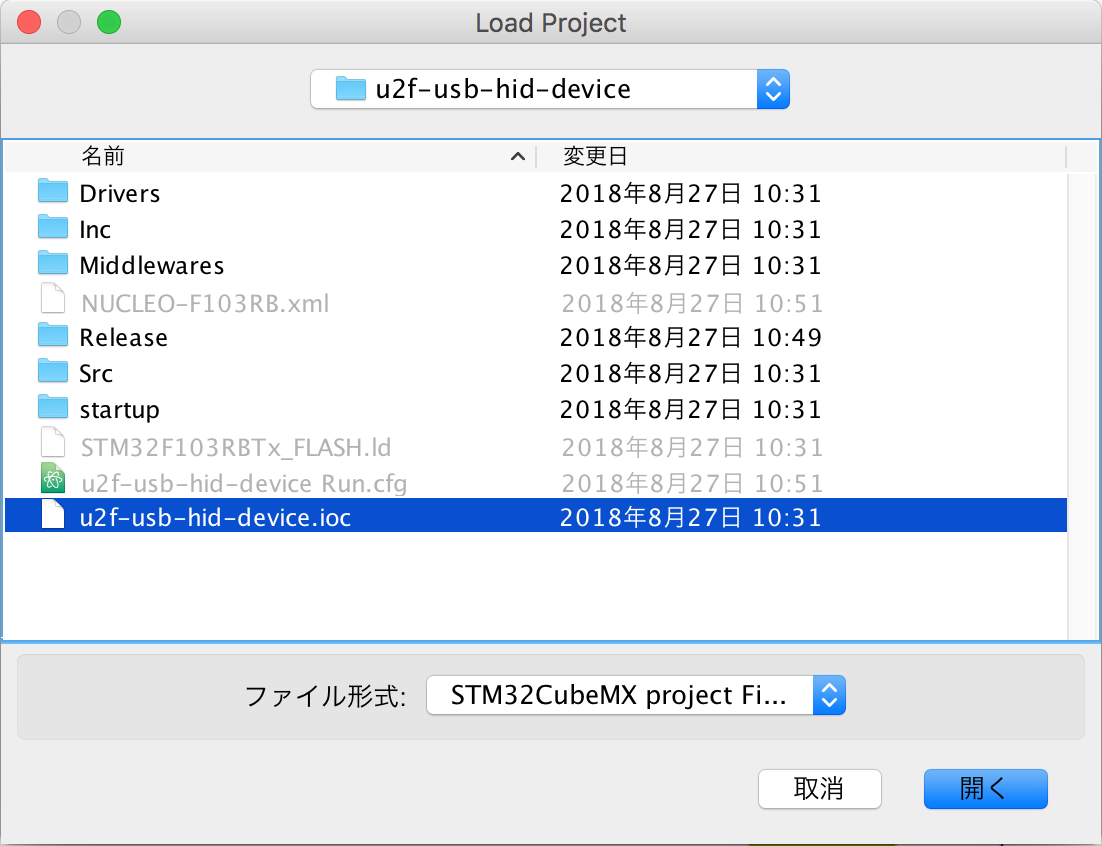 Load Project
u2f-usb-hid-device
名前 変更日
Drivers 2018年8月27日 10:31
Inc 2018年8月27日 10:31
Middlewares 2018年8月27日 10:31
NUCLEO-F103RB.xml 2018年8月27日 10:51
Release 2018年8月27日 10:49
Src 2018年8月27日 10:31
startup 2018年8月27日 10:31
STM32F103RBTx_FLASH.ld 2018年8月27日 10:31
u2f-usb-hid-device Run.cfg 2018年8月27日 10:51
u2f-usb-hid-device.ioc 2018年8月27日 10:31
ファイル形式: STM32CubeMX project Fi...
取消 開く